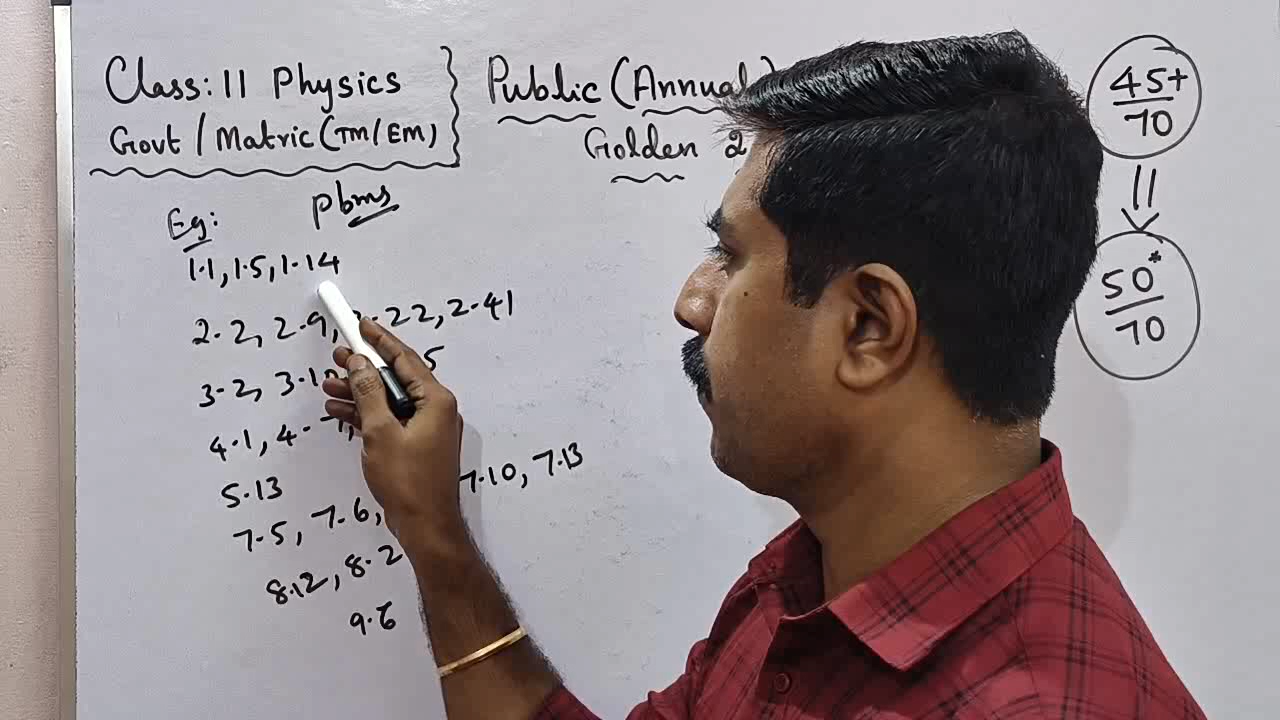 Class: 11 Physics
Govt / Matric (TM/EM)
Public (Annual
Golden 2
45+
70
50*
70
Pbms
Eg:
1.1, 1.5, 1.14
2.2, 2.9, 2.22, 2.41
3.2, 3.10 5
4.1, 4.7,
5.13
7.5, 7.6, 7.10, 7.13
8.12, 8.2
9.6